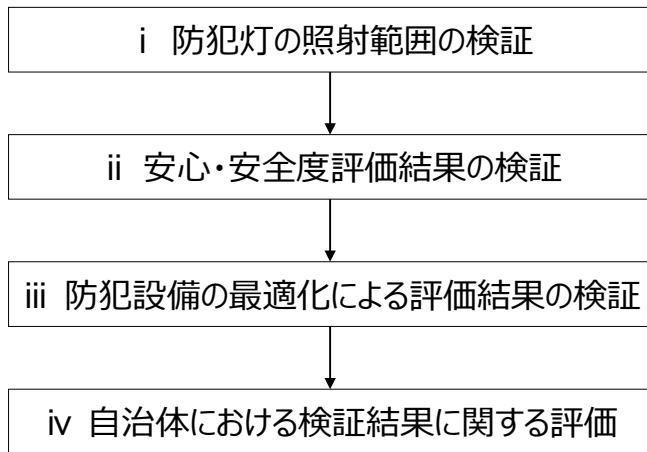 ⅰ 防犯灯の照射範囲の検証
ⅱ 安心・安全度評価結果の検証
ⅲ 防犯設備の最適化による評価結果の検証
ⅳ 自治体における検証結果に関する評価